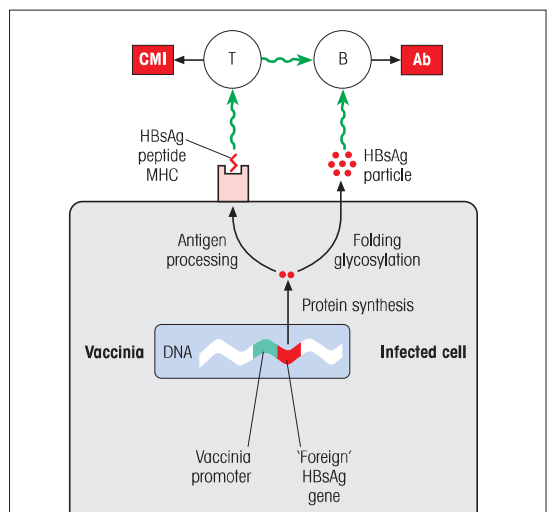 CMI
T
B
Ab
HBsAg
peptide
MHC
HBsAg
particle
Antigen
processing
Folding
glycosylation
Protein synthesis
Vaccinia
DNA
Infected cell
Vaccinia
promoter
'Foreign'
HBsAg
gene